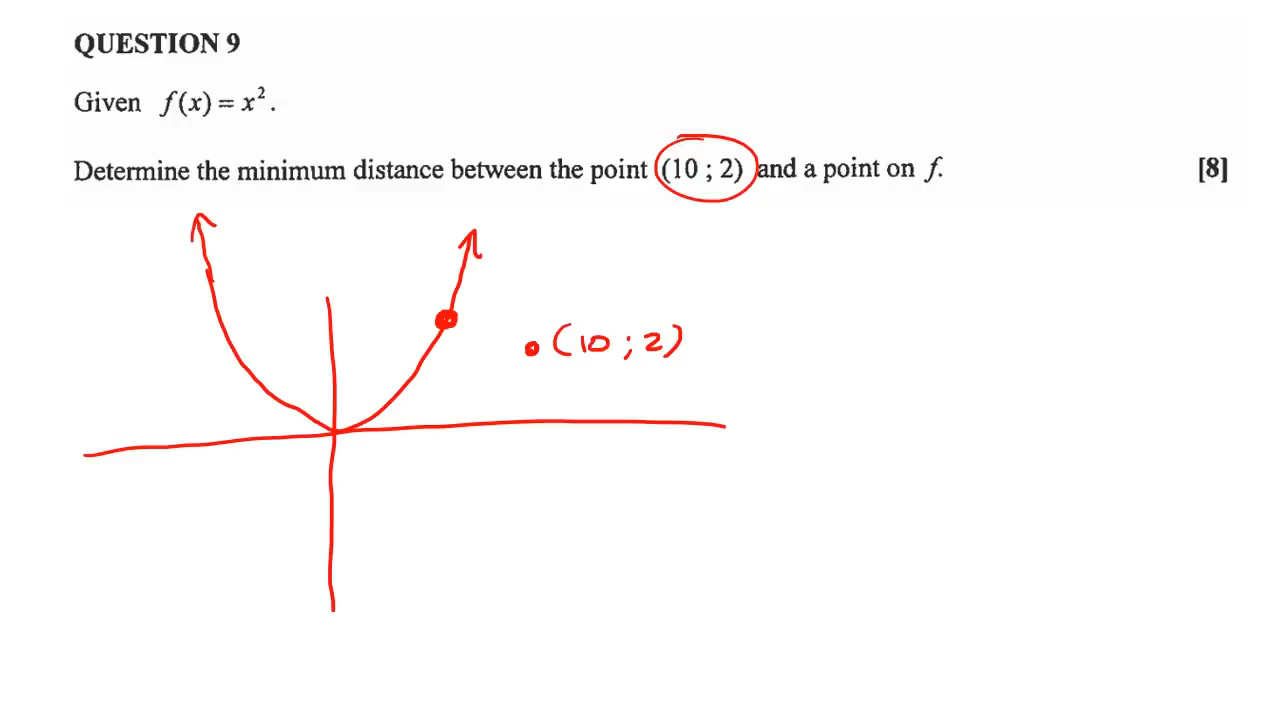 QUESTION 9
Given f(x) = x².
Determine the minimum distance between the point (10 ; 2) and a point on f. [8]
(10 ; 2)